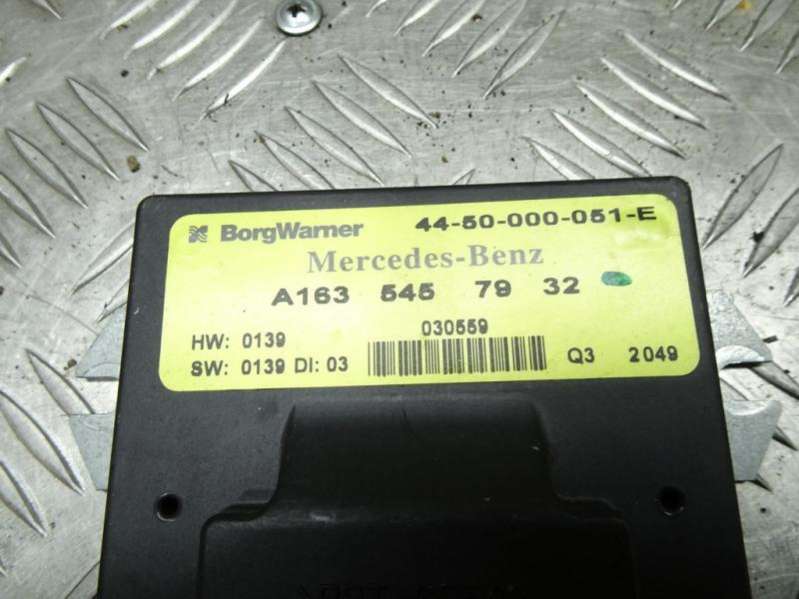 BorgWarner 44-50-000-051-E
Mercedes-Benz
A163 545 79 32
HW: 0139 030559
SW: 0139 DI: 03 Q3 2049